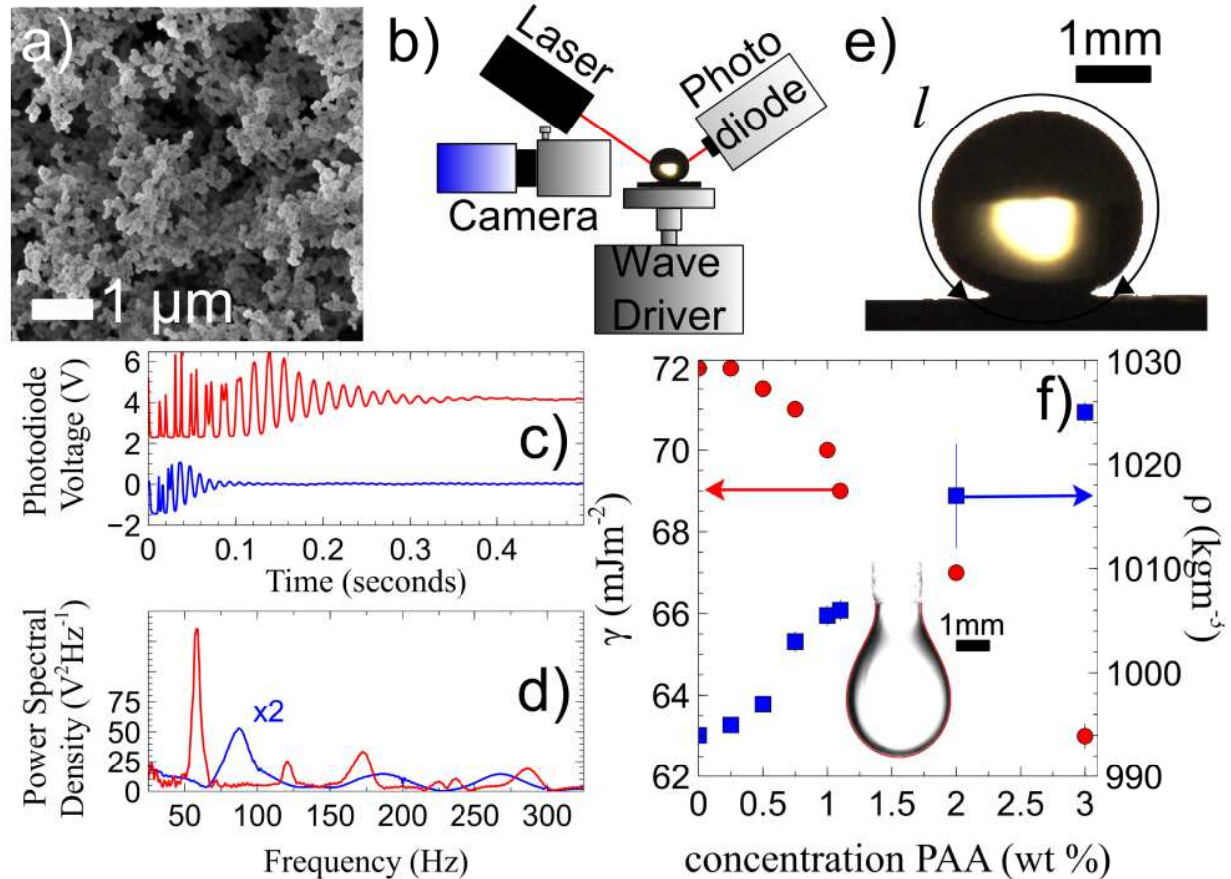 a)
1 µm
b)
Laser
Photo
diode
Camera
Wave
Driver
e)
1mm
l
Photodiode
Voltage (V)
6
4
2
0
−2
c)
0
0.1
0.2
0.3
0.4
Time (seconds)
Power Spectral
Density (V²Hz⁻¹)
75
50
25
0
x2
d)
50
100
150
200
250
300
Frequency (Hz)
γ (mJm⁻²)
72
70
68
66
64
62
f)
1mm
1030
1020
1010
1000
990
ρ (kgm⁻³)
0
0.5
1
1.5
2
2.5
3
concentration PAA (wt %)